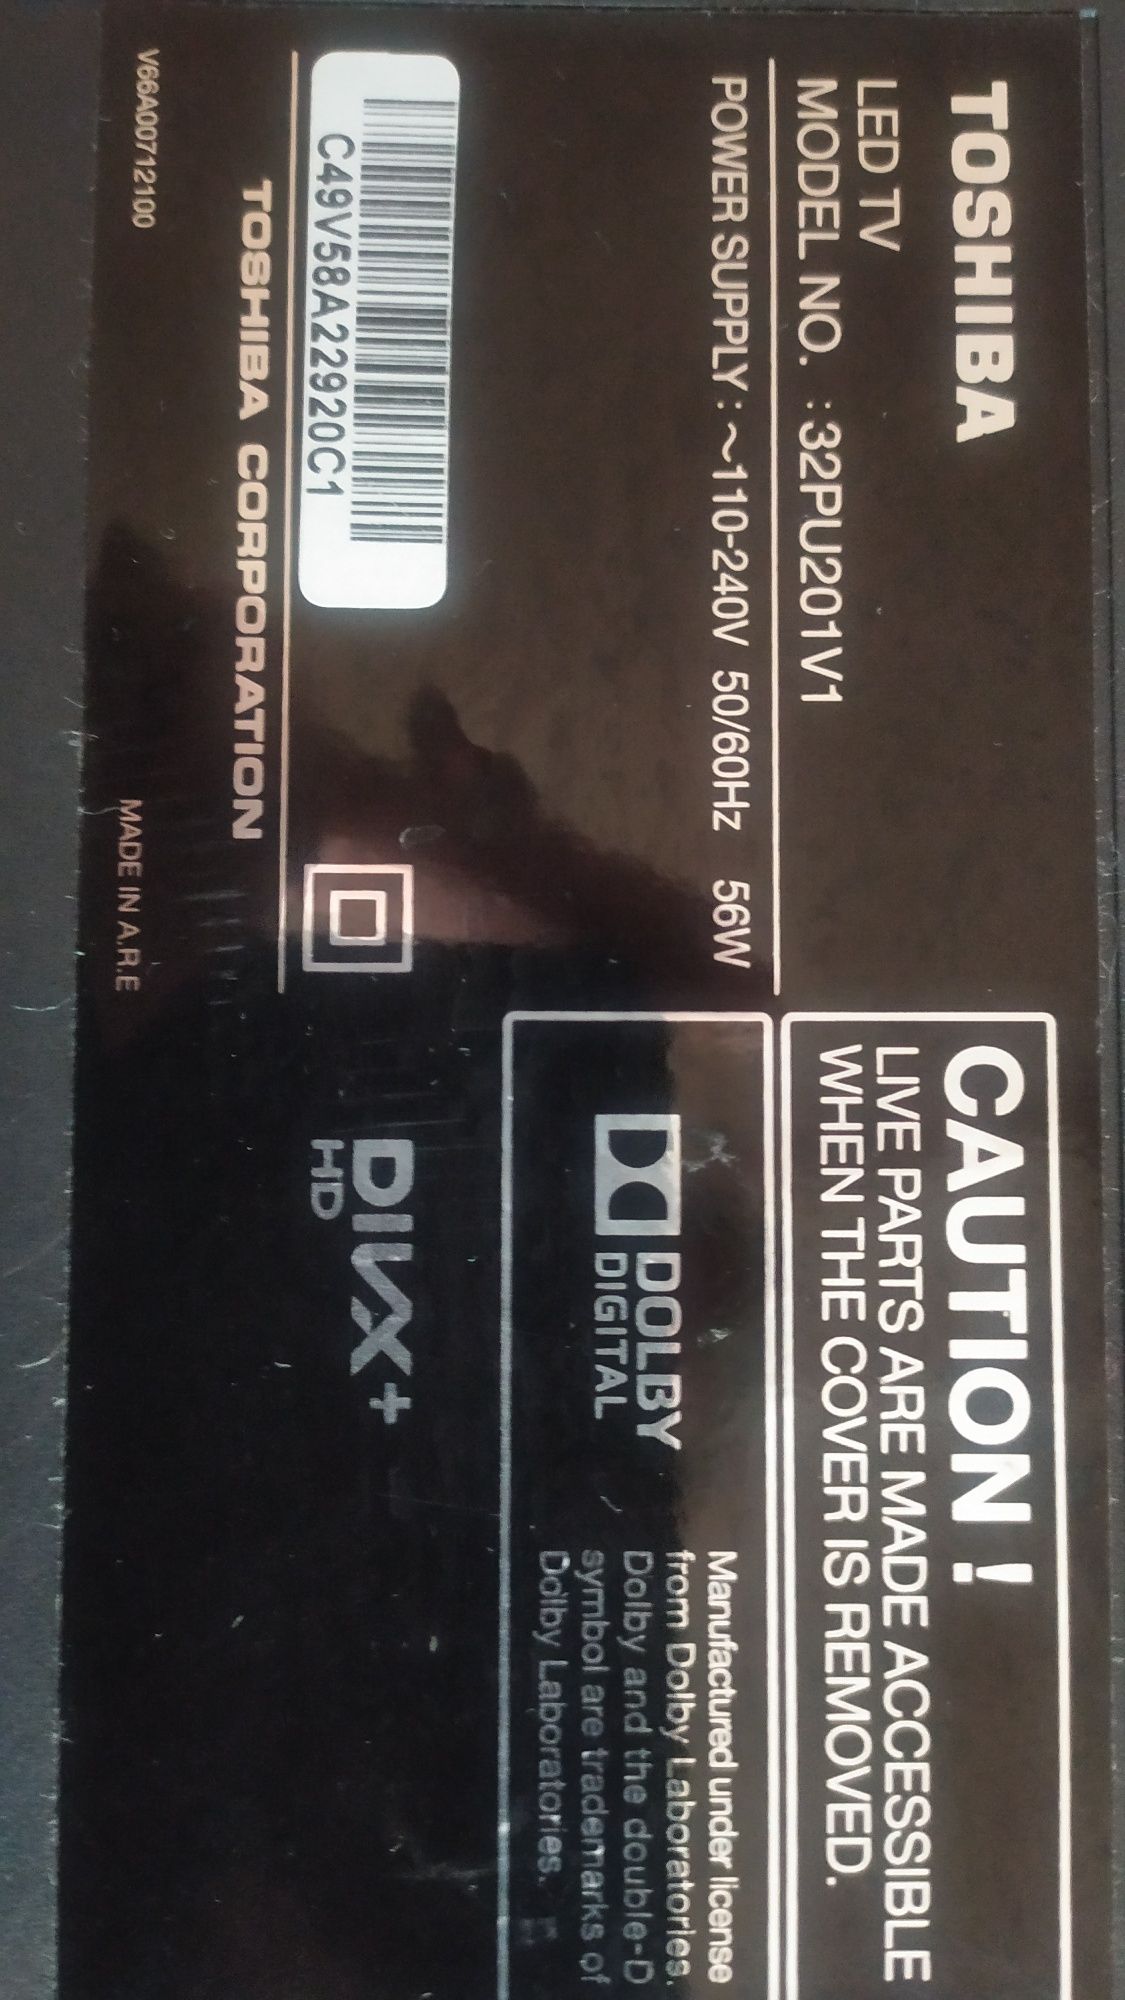 TOSHIBA
LED TV
MODEL NO. :32PU201V1
POWER SUPPLY : ~110-240V 50/60Hz 56W
C49V58A22920C1
TOSHIBA CORPORATION
V66A00712100
MADE IN A.R.E
CAUTION !
LIVE PARTS ARE MADE ACCESSIBLE
WHEN THE COVER IS REMOVED.
DOLBY
DIGITAL
Manufactured under license
from Dolby Laboratories.
Dolby and the double-D
symbol are trademarks of
Dolby Laboratories.
DIVX+
HD